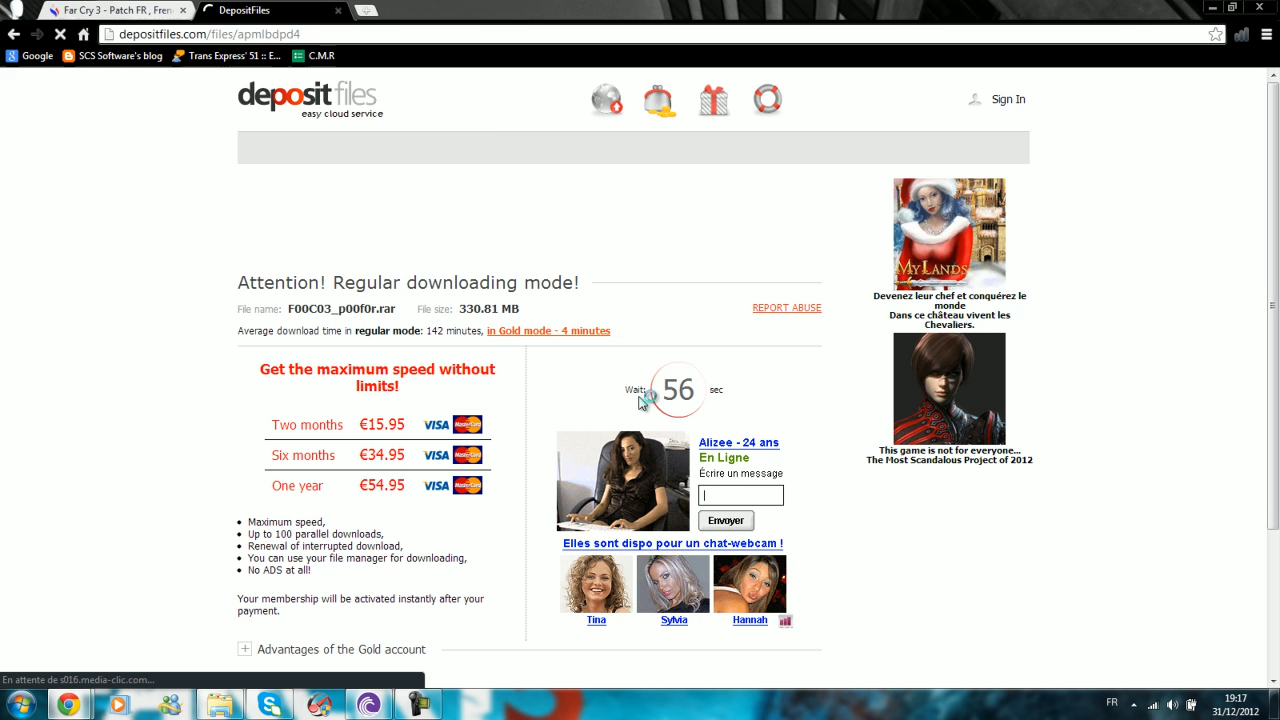 Far Cry 3 - Patch FR , Fren
DepositFiles
depositfiles.com/files/apmlbdpd4
Google
SCS Software's blog
Trans Express' 51 :: E...
C.M.R
depositfiles
easy cloud service
Sign In
Attention! Regular downloading mode!
File name: F00C03_p00f0r.rar File size: 330.81 MB
REPORT ABUSE
Average download time in regular mode: 142 minutes, in Gold mode - 4 minutes
Get the maximum speed without
limits!
Two months €15.95 VISA MasterCard
Six months €34.95 VISA MasterCard
One year €54.95 VISA MasterCard
Maximum speed,
Up to 100 parallel downloads,
Renewal of interrupted download,
You can use your file manager for downloading,
No ADS at all!
Your membership will be activated instantly after your
payment.
Advantages of the Gold account
Wait: 56 sec
Alizee - 24 ans
En Ligne
Écrire un message
Envoyer
Elles sont dispo pour un chat-webcam !
Tina
Sylvia
Hannah
MYLANDS
Devenez leur chef et conquérez le
monde
Dans ce château vivent les
Chevaliers.
This game is not for everyone...
The Most Scandalous Project of 2012
En attente de s016.media-clic.com...
FR
19:17
31/12/2012